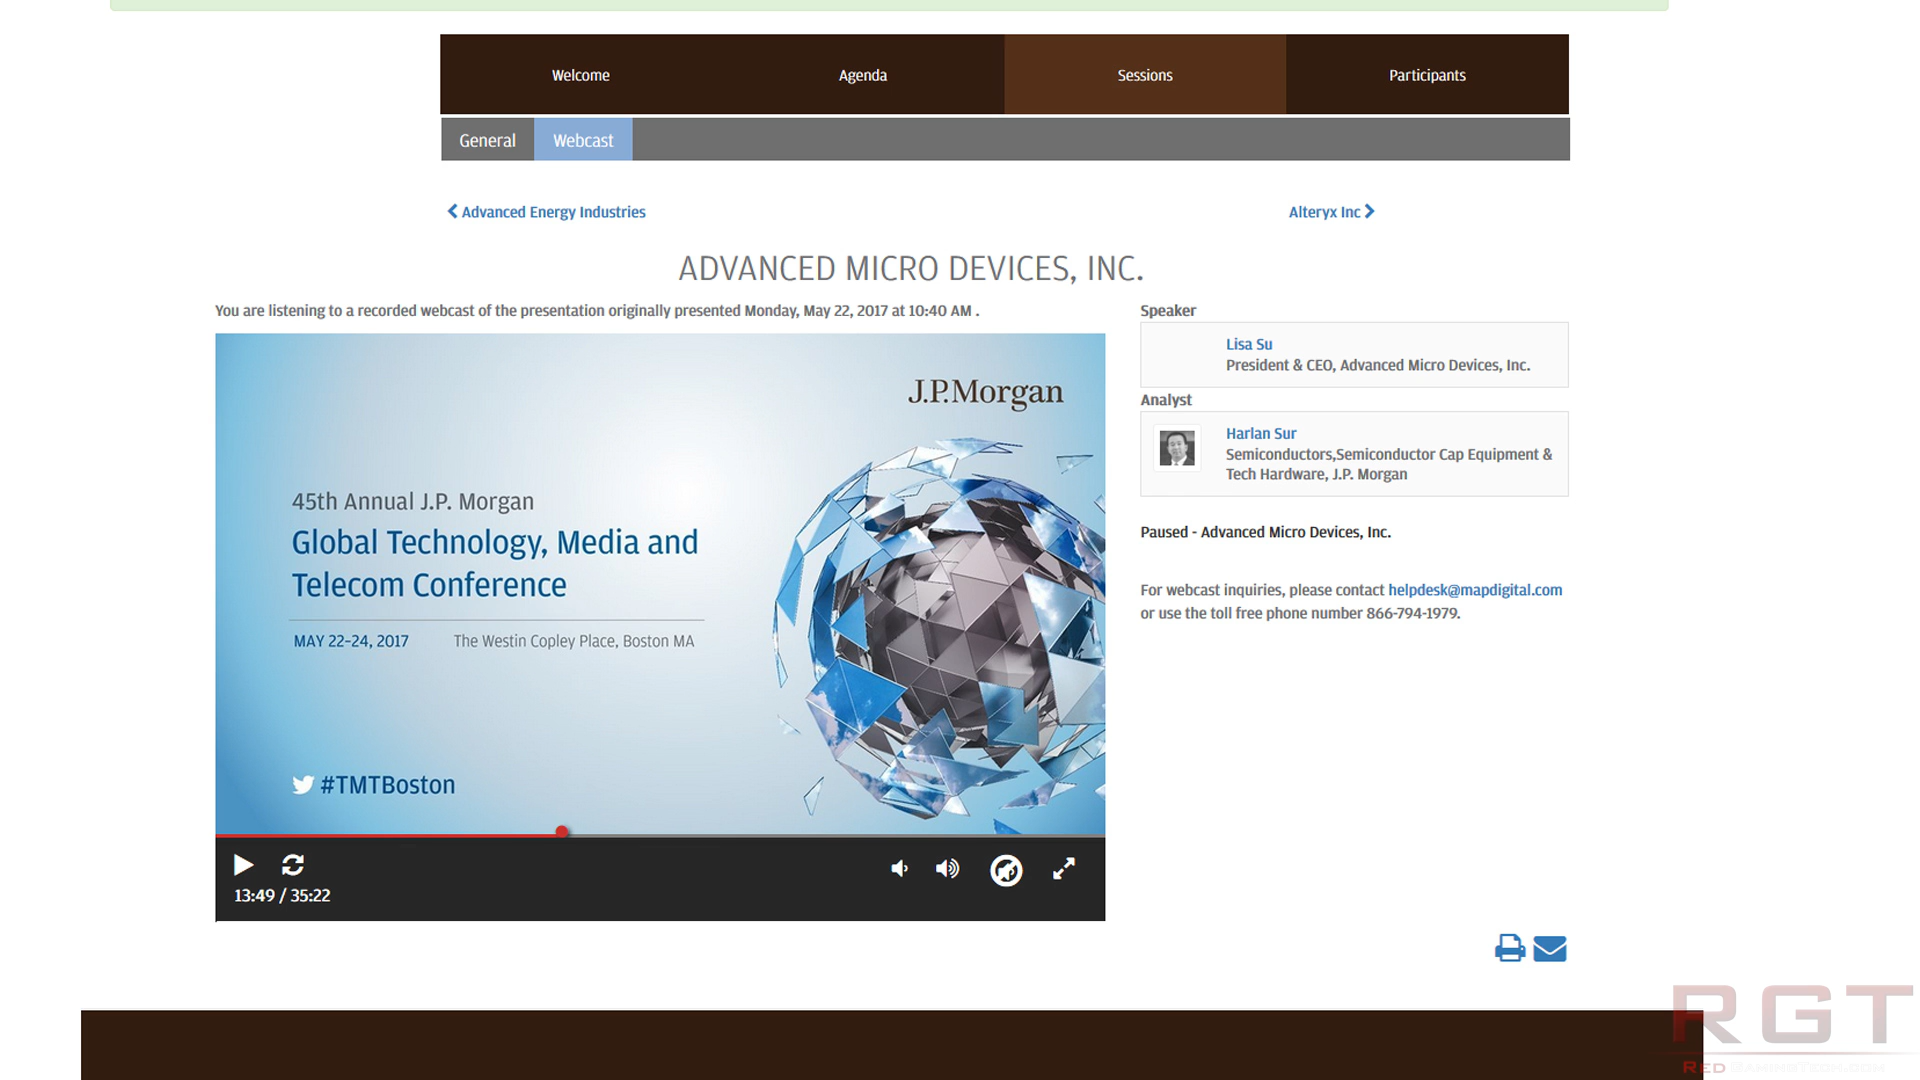 Welcome
Agenda
Sessions
Participants
General
Webcast
Advanced Energy Industries
Alteryx Inc
ADVANCED MICRO DEVICES, INC.
You are listening to a recorded webcast of the presentation originally presented Monday, May 22, 2017 at 10:40 AM .
J.P.Morgan
45th Annual J.P. Morgan
Global Technology, Media and
Telecom Conference
MAY 22-24, 2017
The Westin Copley Place, Boston MA
#TMTBoston
13:49 / 35:22
Speaker
Lisa Su
President & CEO, Advanced Micro Devices, Inc.
Analyst
Harlan Sur
Semiconductors,Semiconductor Cap Equipment &
Tech Hardware, J.P. Morgan
Paused - Advanced Micro Devices, Inc.
For webcast inquiries, please contact helpdesk@mapdigital.com
or use the toll free phone number 866-794-1979.
RGT
RED GAMINGTECH.COM